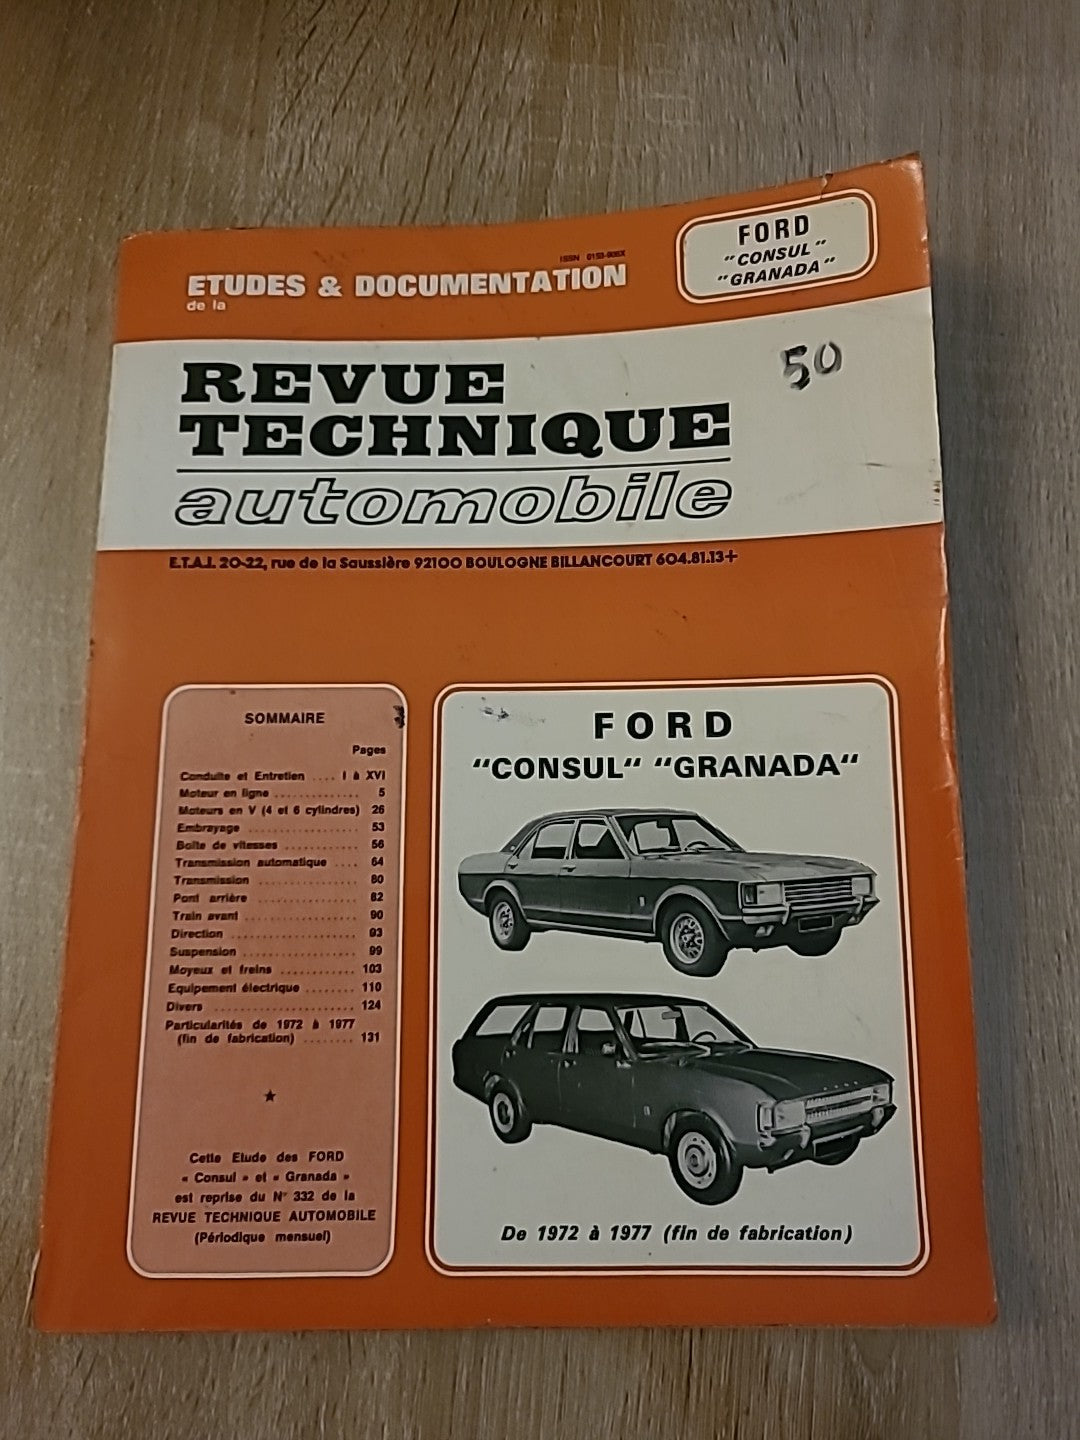 ISSN 0153-906X
ETUDES & DOCUMENTATION
de la
FORD
"CONSUL"
"GRANADA"
REVUE
TECHNIQUE
automobile
50
E.T.A.I. 20-22, rue de la Saussière 92100 BOULOGNE BILLANCOURT 604.81.13+
SOMMAIRE
Pages
Conduite et Entretien .... I à XVI
Moteur en ligne .............. 5
Moteurs en V (4 et 6 cylindres) 26
Embrayage .................. 53
Boîte de vitesses ............ 56
Transmission automatique .... 64
Transmission ................ 80
Pont arrière ................ 82
Train avant ................ 90
Direction .................... 93
Suspension .................. 99
Moyeux et freins ............ 103
Equipement électrique ........ 110
Divers ...................... 124
Particularités de 1972 à 1977
(fin de fabrication) ........ 131
★
Cette Etude des FORD
« Consul » et « Granada »
est reprise du N° 332 de la
REVUE TECHNIQUE AUTOMOBILE
(Périodique mensuel)
FORD
"CONSUL" "GRANADA"
De 1972 à 1977 (fin de fabrication)